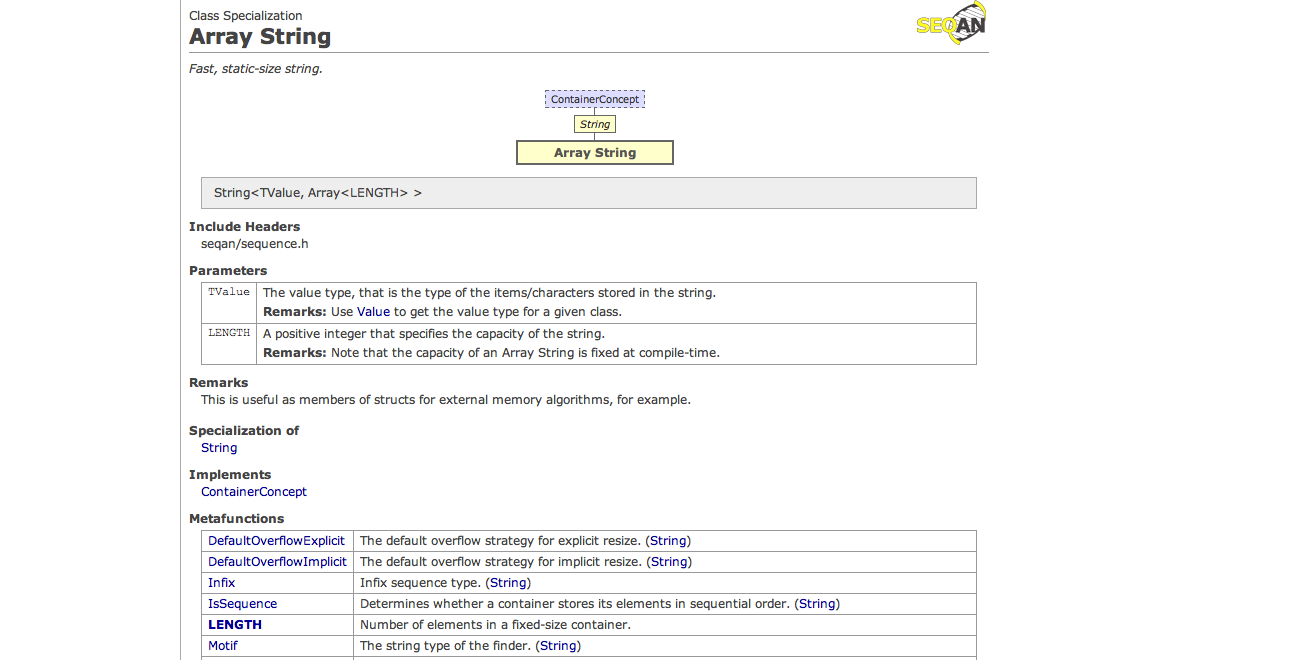 Class Specialization
Array String
SEQAN
Fast, static-size string.
ContainerConcept
String
Array String
String<TValue, Array<LENGTH> >
Include Headers
seqan/sequence.h
Parameters
TValue The value type, that is the type of the items/characters stored in the string.
Remarks: Use Value to get the value type for a given class.
LENGTH A positive integer that specifies the capacity of the string.
Remarks: Note that the capacity of an Array String is fixed at compile-time.
Remarks
This is useful as members of structs for external memory algorithms, for example.
Specialization of
String
Implements
ContainerConcept
Metafunctions
DefaultOverflowExplicit The default overflow strategy for explicit resize. (String)
DefaultOverflowImplicit The default overflow strategy for implicit resize. (String)
Infix Infix sequence type. (String)
IsSequence Determines whether a container stores its elements in sequential order. (String)
LENGTH Number of elements in a fixed-size container.
Motif The string type of the finder. (String)